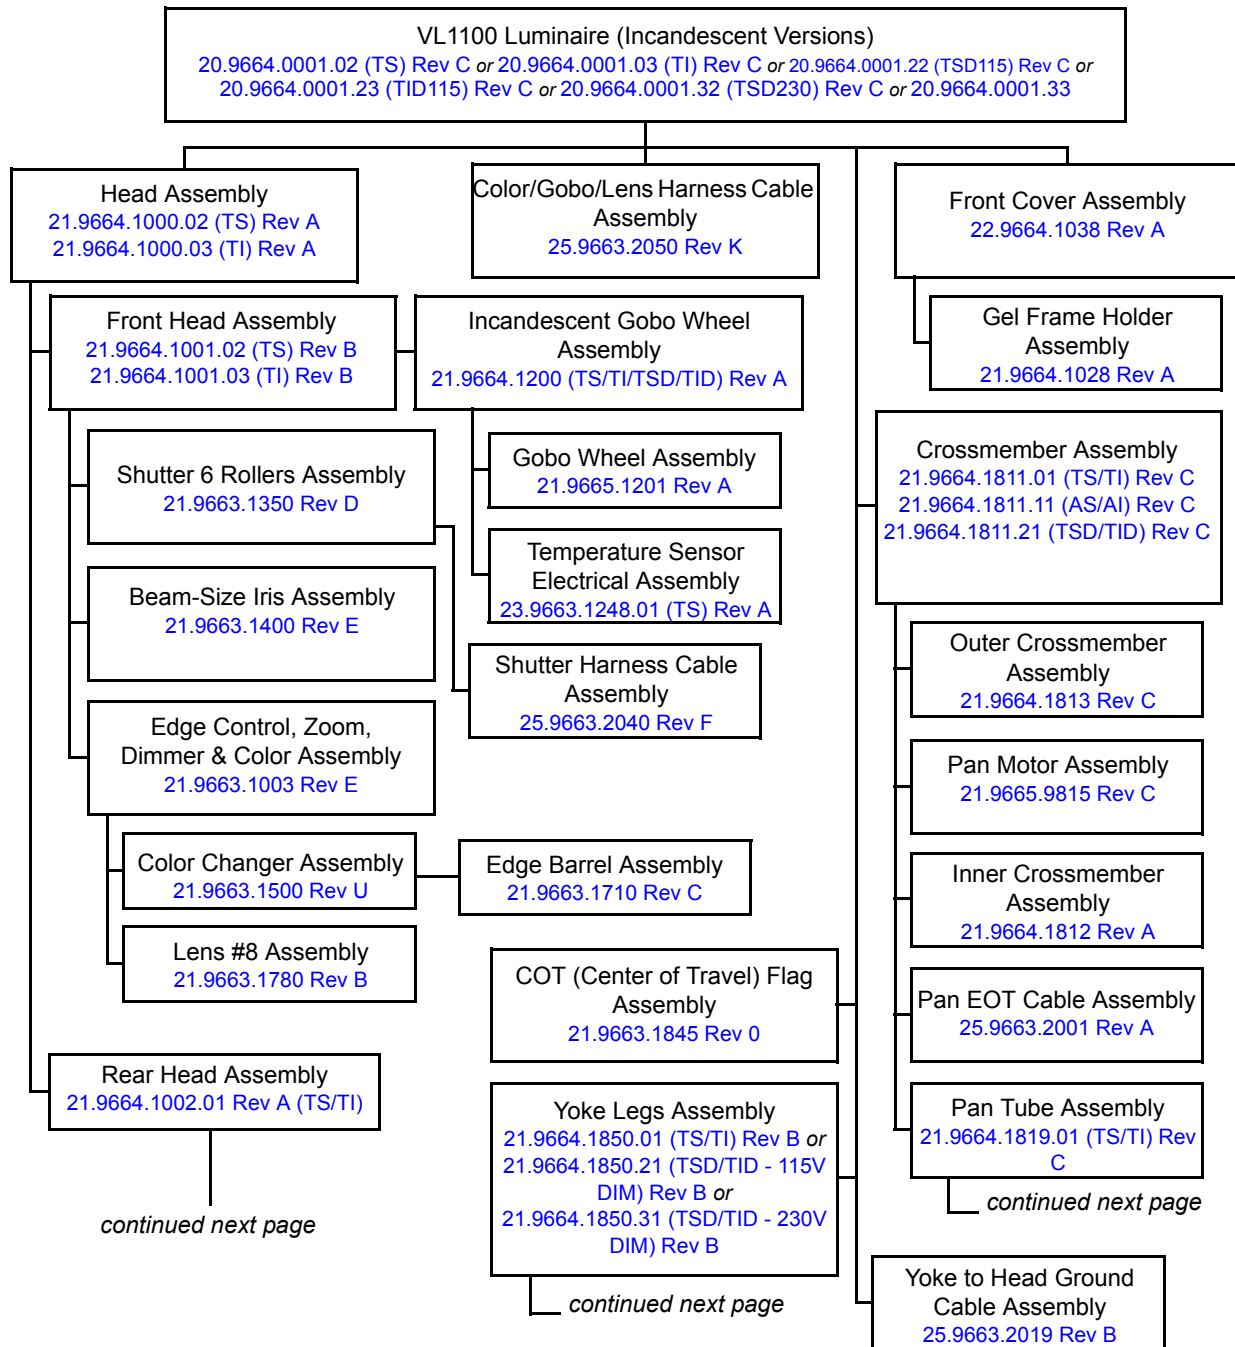 VL1100 Luminaire (Incandescent Versions)
20.9664.0001.02 (TS) Rev C or 20.9664.0001.03 (TI) Rev C or 20.9664.0001.22 (TSD115) Rev C or
20.9664.0001.23 (TID115) Rev C or 20.9664.0001.32 (TSD230) Rev C or 20.9664.0001.33
Head Assembly
21.9664.1000.02 (TS) Rev A
21.9664.1000.03 (TI) Rev A
Color/Gobo/Lens Harness Cable
Assembly
25.9663.2050 Rev K
Front Cover Assembly
22.9664.1038 Rev A
Front Head Assembly
21.9664.1001.02 (TS) Rev B
21.9664.1001.03 (TI) Rev B
Incandescent Gobo Wheel
Assembly
21.9664.1200 (TS/TI/TSD/TID) Rev A
Gel Frame Holder
Assembly
21.9664.1028 Rev A
Shutter 6 Rollers Assembly
21.9663.1350 Rev D
Gobo Wheel Assembly
21.9665.1201 Rev A
Crossmember Assembly
21.9664.1811.01 (TS/TI) Rev C
21.9664.1811.11 (AS/AI) Rev C
21.9664.1811.21 (TSD/TID) Rev C
Temperature Sensor
Electrical Assembly
23.9663.1248.01 (TS) Rev A
Beam-Size Iris Assembly
21.9663.1400 Rev E
Outer Crossmember
Assembly
21.9664.1813 Rev C
Shutter Harness Cable
Assembly
25.9663.2040 Rev F
Edge Control, Zoom,
Dimmer & Color Assembly
21.9663.1003 Rev E
Pan Motor Assembly
21.9665.9815 Rev C
Color Changer Assembly
21.9663.1500 Rev U
Edge Barrel Assembly
21.9663.1710 Rev C
Inner Crossmember
Assembly
21.9664.1812 Rev A
Lens #8 Assembly
21.9663.1780 Rev B
COT (Center of Travel) Flag
Assembly
21.9663.1845 Rev 0
Pan EOT Cable Assembly
25.9663.2001 Rev A
Rear Head Assembly
21.9664.1002.01 Rev A (TS/TI)
continued next page
Yoke Legs Assembly
21.9664.1850.01 (TS/TI) Rev B or
21.9664.1850.21 (TSD/TID - 115V
DIM) Rev B or
21.9664.1850.31 (TSD/TID - 230V
DIM) Rev B
continued next page
Pan Tube Assembly
21.9664.1819.01 (TS/TI) Rev
C
continued next page
Yoke to Head Ground
Cable Assembly
25.9663.2019 Rev B